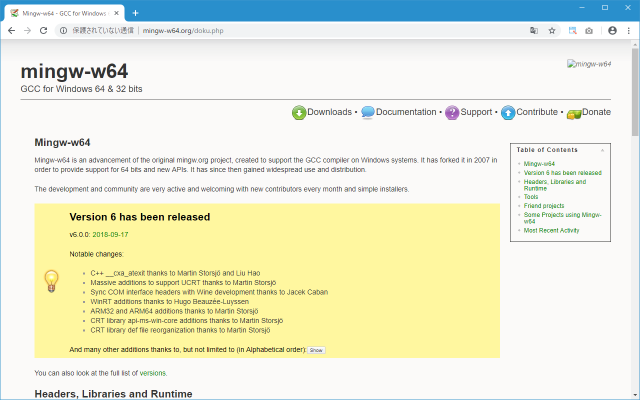 Mingw-w64 - GCC for Windows
保護されていない通信 | mingw-w64.org/doku.php
mingw-w64
GCC for Windows 64 & 32 bits
mingw-w64
Downloads • Documentation • Support • Contribute • Donate
Mingw-w64
Mingw-w64 is an advancement of the original mingw.org project, created to support the GCC compiler on Windows systems. It has forked it in 2007 in
order to provide support for 64 bits and new APIs. It has since then gained widespread use and distribution.
The development and community are very active and welcoming with new contributors every month and simple installers.
Table of Contents
Mingw-w64
Version 6 has been released
Headers, Libraries and
Runtime
Tools
Friend projects
Some Projects using Mingw-
w64
Most Recent Activity
Version 6 has been released
v6.0.0: 2018-09-17
Notable changes:
C++ __cxa_atexit thanks to Martin Storsjö and Liu Hao
Massive additions to support UCRT thanks to Martin Storsjö
Sync COM interface headers with Wine development thanks to Jacek Caban
WinRT additions thanks to Hugo Beauzée-Luyssen
ARM32 and ARM64 additions thanks to Martin Storsjö
CRT library api-ms-win-core additions thanks to Martin Storsjö
CRT library def file reorganization thanks to Martin Storsjö
And many other additions thanks to, but not limited to (in Alphabetical order): Show
You can also look at the full list of versions.
Headers, Libraries and Runtime